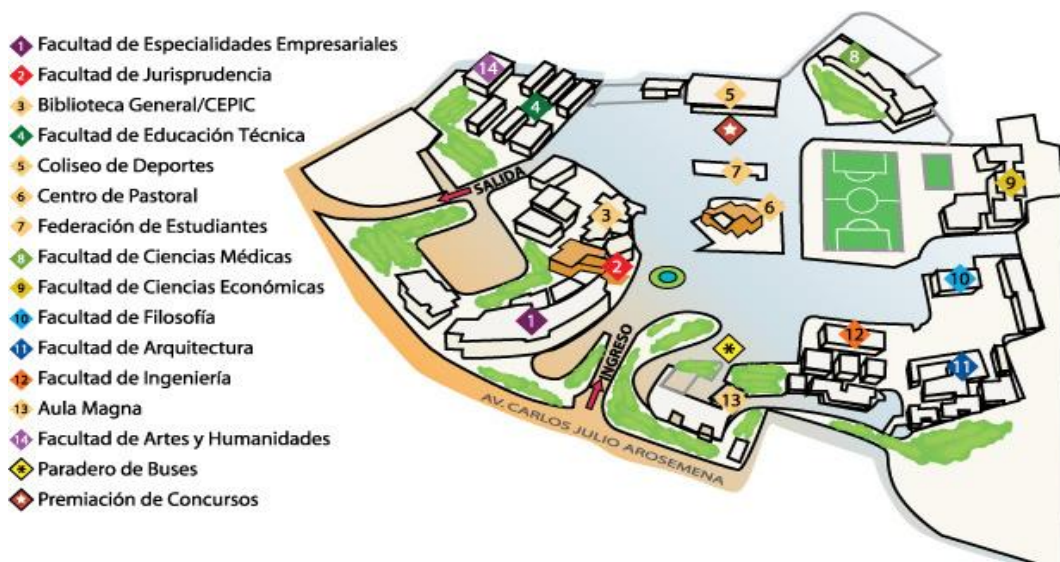 1 Facultad de Especialidades Empresariales
2 Facultad de Jurisprudencia
3 Biblioteca General/CEPIC
4 Facultad de Educación Técnica
5 Coliseo de Deportes
6 Centro de Pastoral
7 Federación de Estudiantes
8 Facultad de Ciencias Médicas
9 Facultad de Ciencias Económicas
10 Facultad de Filosofía
11 Facultad de Arquitectura
12 Facultad de Ingeniería
13 Aula Magna
14 Facultad de Artes y Humanidades
* Paradero de Buses
Premiación de Concursos
14
4
5
8
7
9
SALIDA
3
6
2
10
1
INGRESO
*
12
11
13
AV. CARLOS JULIO AROSEMENA